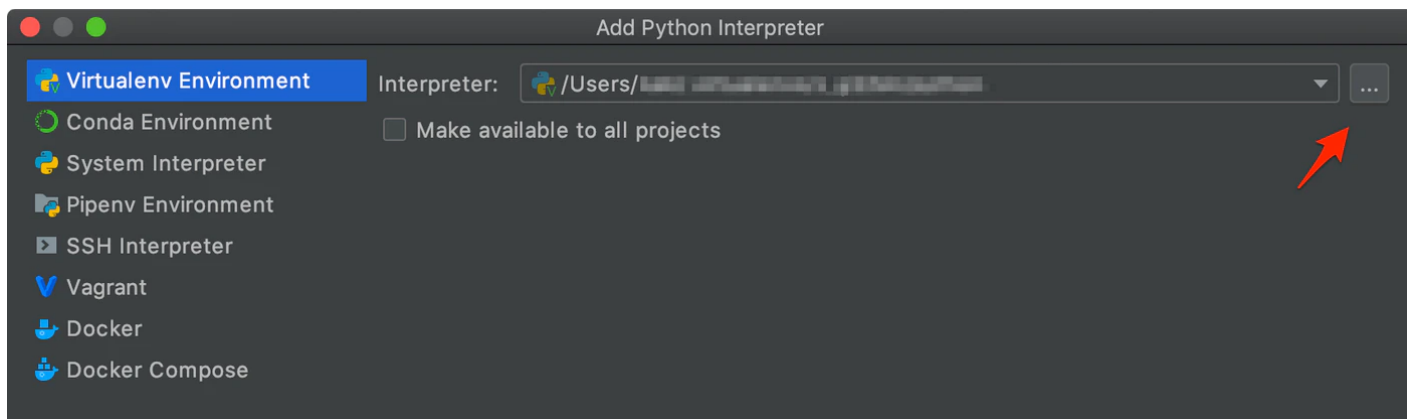 Add Python Interpreter
Virtualenv Environment
Interpreter: /Users/ ...
Make available to all projects
Conda Environment
System Interpreter
Pipenv Environment
SSH Interpreter
Vagrant
Docker
Docker Compose